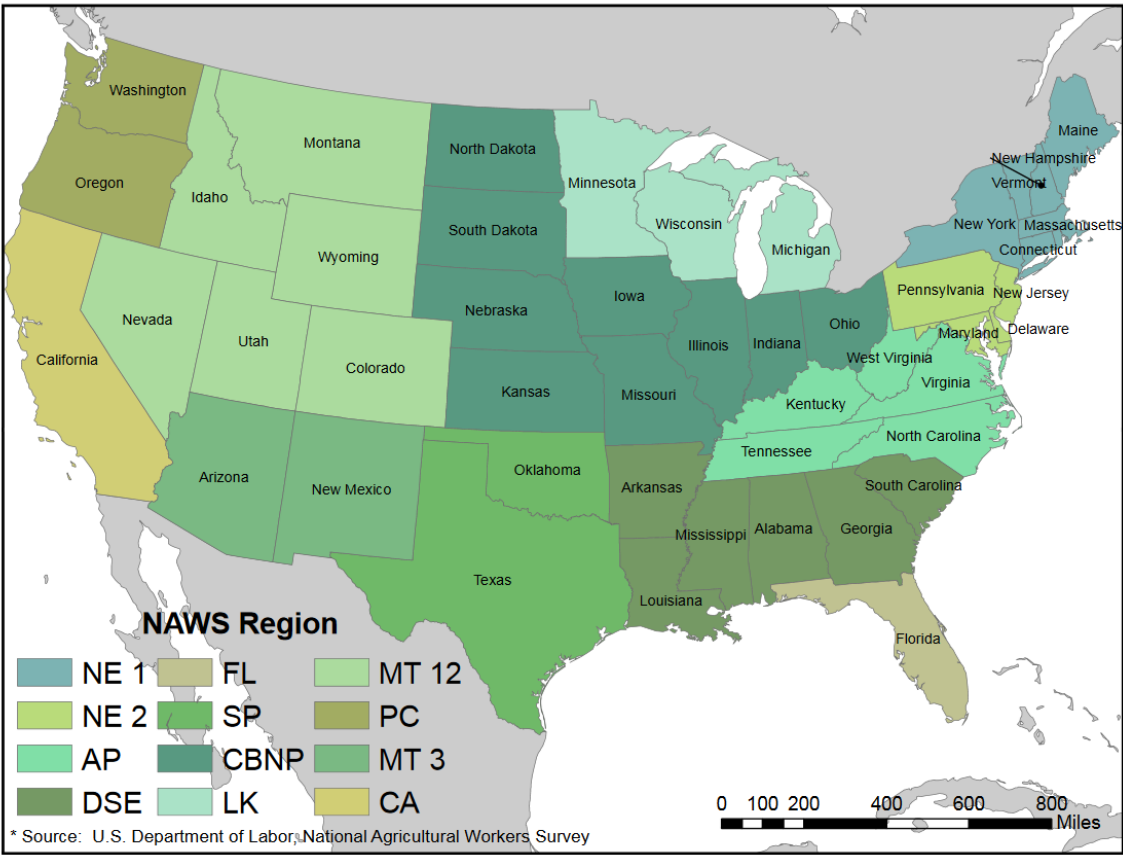 Washington
Montana
North Dakota
Maine
Oregon
Idaho
Minnesota
New Hampshire
Vermont
South Dakota
Wisconsin
New York
Massachusetts
Wyoming
Michigan
Connecticut
Nebraska
Iowa
Pennsylvania
New Jersey
Nevada
Utah
Illinois
Indiana
Ohio
Maryland
Delaware
California
Colorado
West Virginia
Kansas
Missouri
Virginia
Kentucky
North Carolina
Tennessee
Arizona
New Mexico
Oklahoma
Arkansas
South Carolina
Mississippi
Alabama
Georgia
Texas
Louisiana
Florida
NAWS Region
NE 1
FL
MT 12
NE 2
SP
PC
AP
CBNP
MT 3
DSE
LK
CA
0 100 200 400 600 800
Miles
* Source: U.S. Department of Labor, National Agricultural Workers Survey